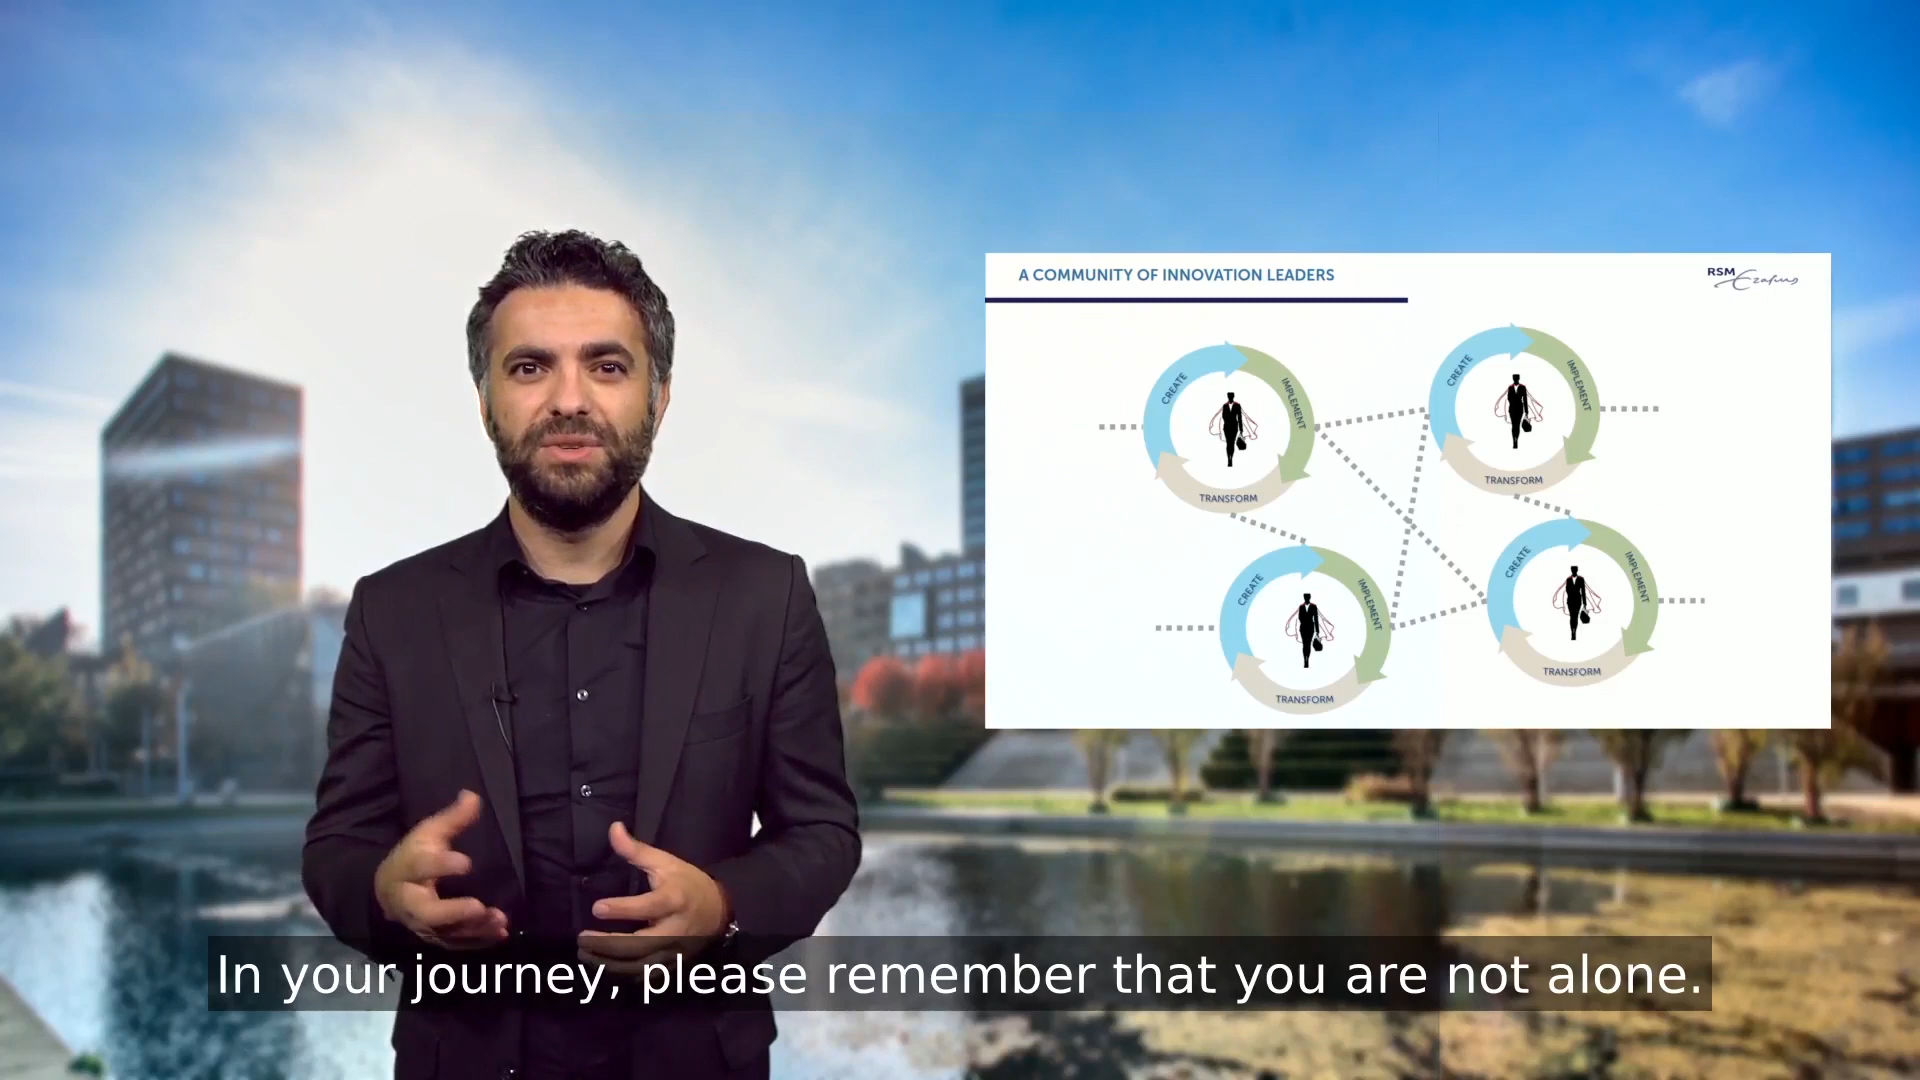 A COMMUNITY OF INNOVATION LEADERS
RSM Erasmus
CREATE
IMPLEMENT
TRANSFORM
CREATE
IMPLEMENT
TRANSFORM
CREATE
IMPLEMENT
TRANSFORM
CREATE
IMPLEMENT
TRANSFORM
In your journey, please remember that you are not alone.